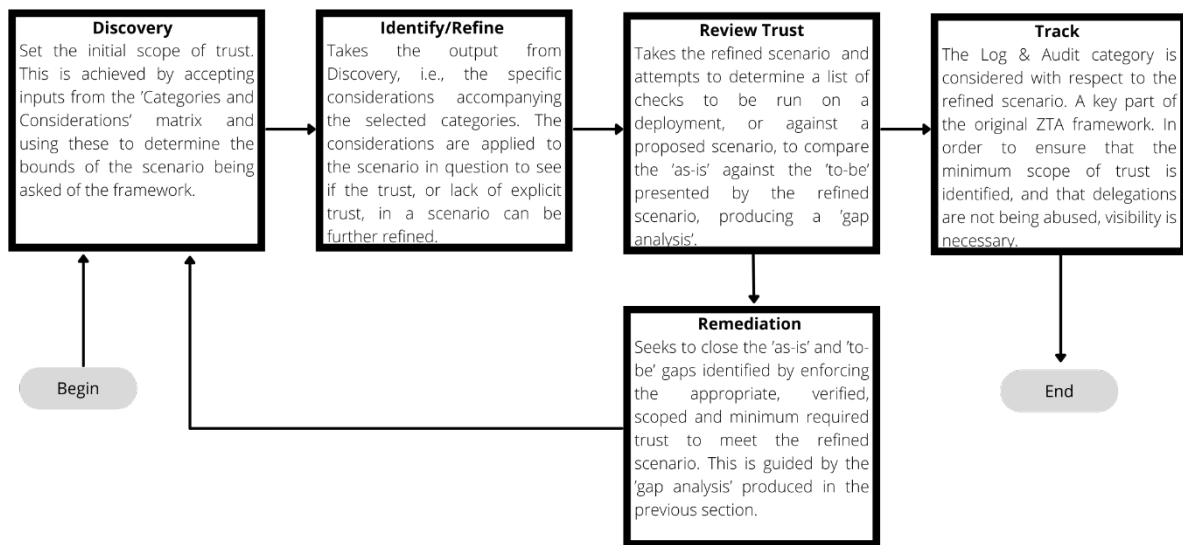 Discovery
Set the initial scope of trust.
This is achieved by accepting
inputs from the 'Categories and
Considerations' matrix and
using these to determine the
bounds of the scenario being
asked of the framework.
Identify/Refine
Takes the output from
Discovery, i.e., the specific
considerations accompanying
the selected categories. The
considerations are applied to
the scenario in question to see
if the trust, or lack of explicit
trust, in a scenario can be
further refined.
Review Trust
Takes the refined scenario and
attempts to determine a list of
checks to be run on a
deployment, or against a
proposed scenario, to compare
the 'as-is' against the 'to-be'
presented by the refined
scenario, producing a 'gap
analysis'.
Track
The Log & Audit category is
considered with respect to the
refined scenario. A key part of
the original ZTA framework. In
order to ensure that the
minimum scope of trust is
identified, and that delegations
are not being abused, visibility is
necessary.
Remediation
Seeks to close the 'as-is' and 'to-
be' gaps identified by enforcing
the appropriate, verified,
scoped and minimum required
trust to meet the refined
scenario. This is guided by the
'gap analysis' produced in the
previous section.
Begin
End